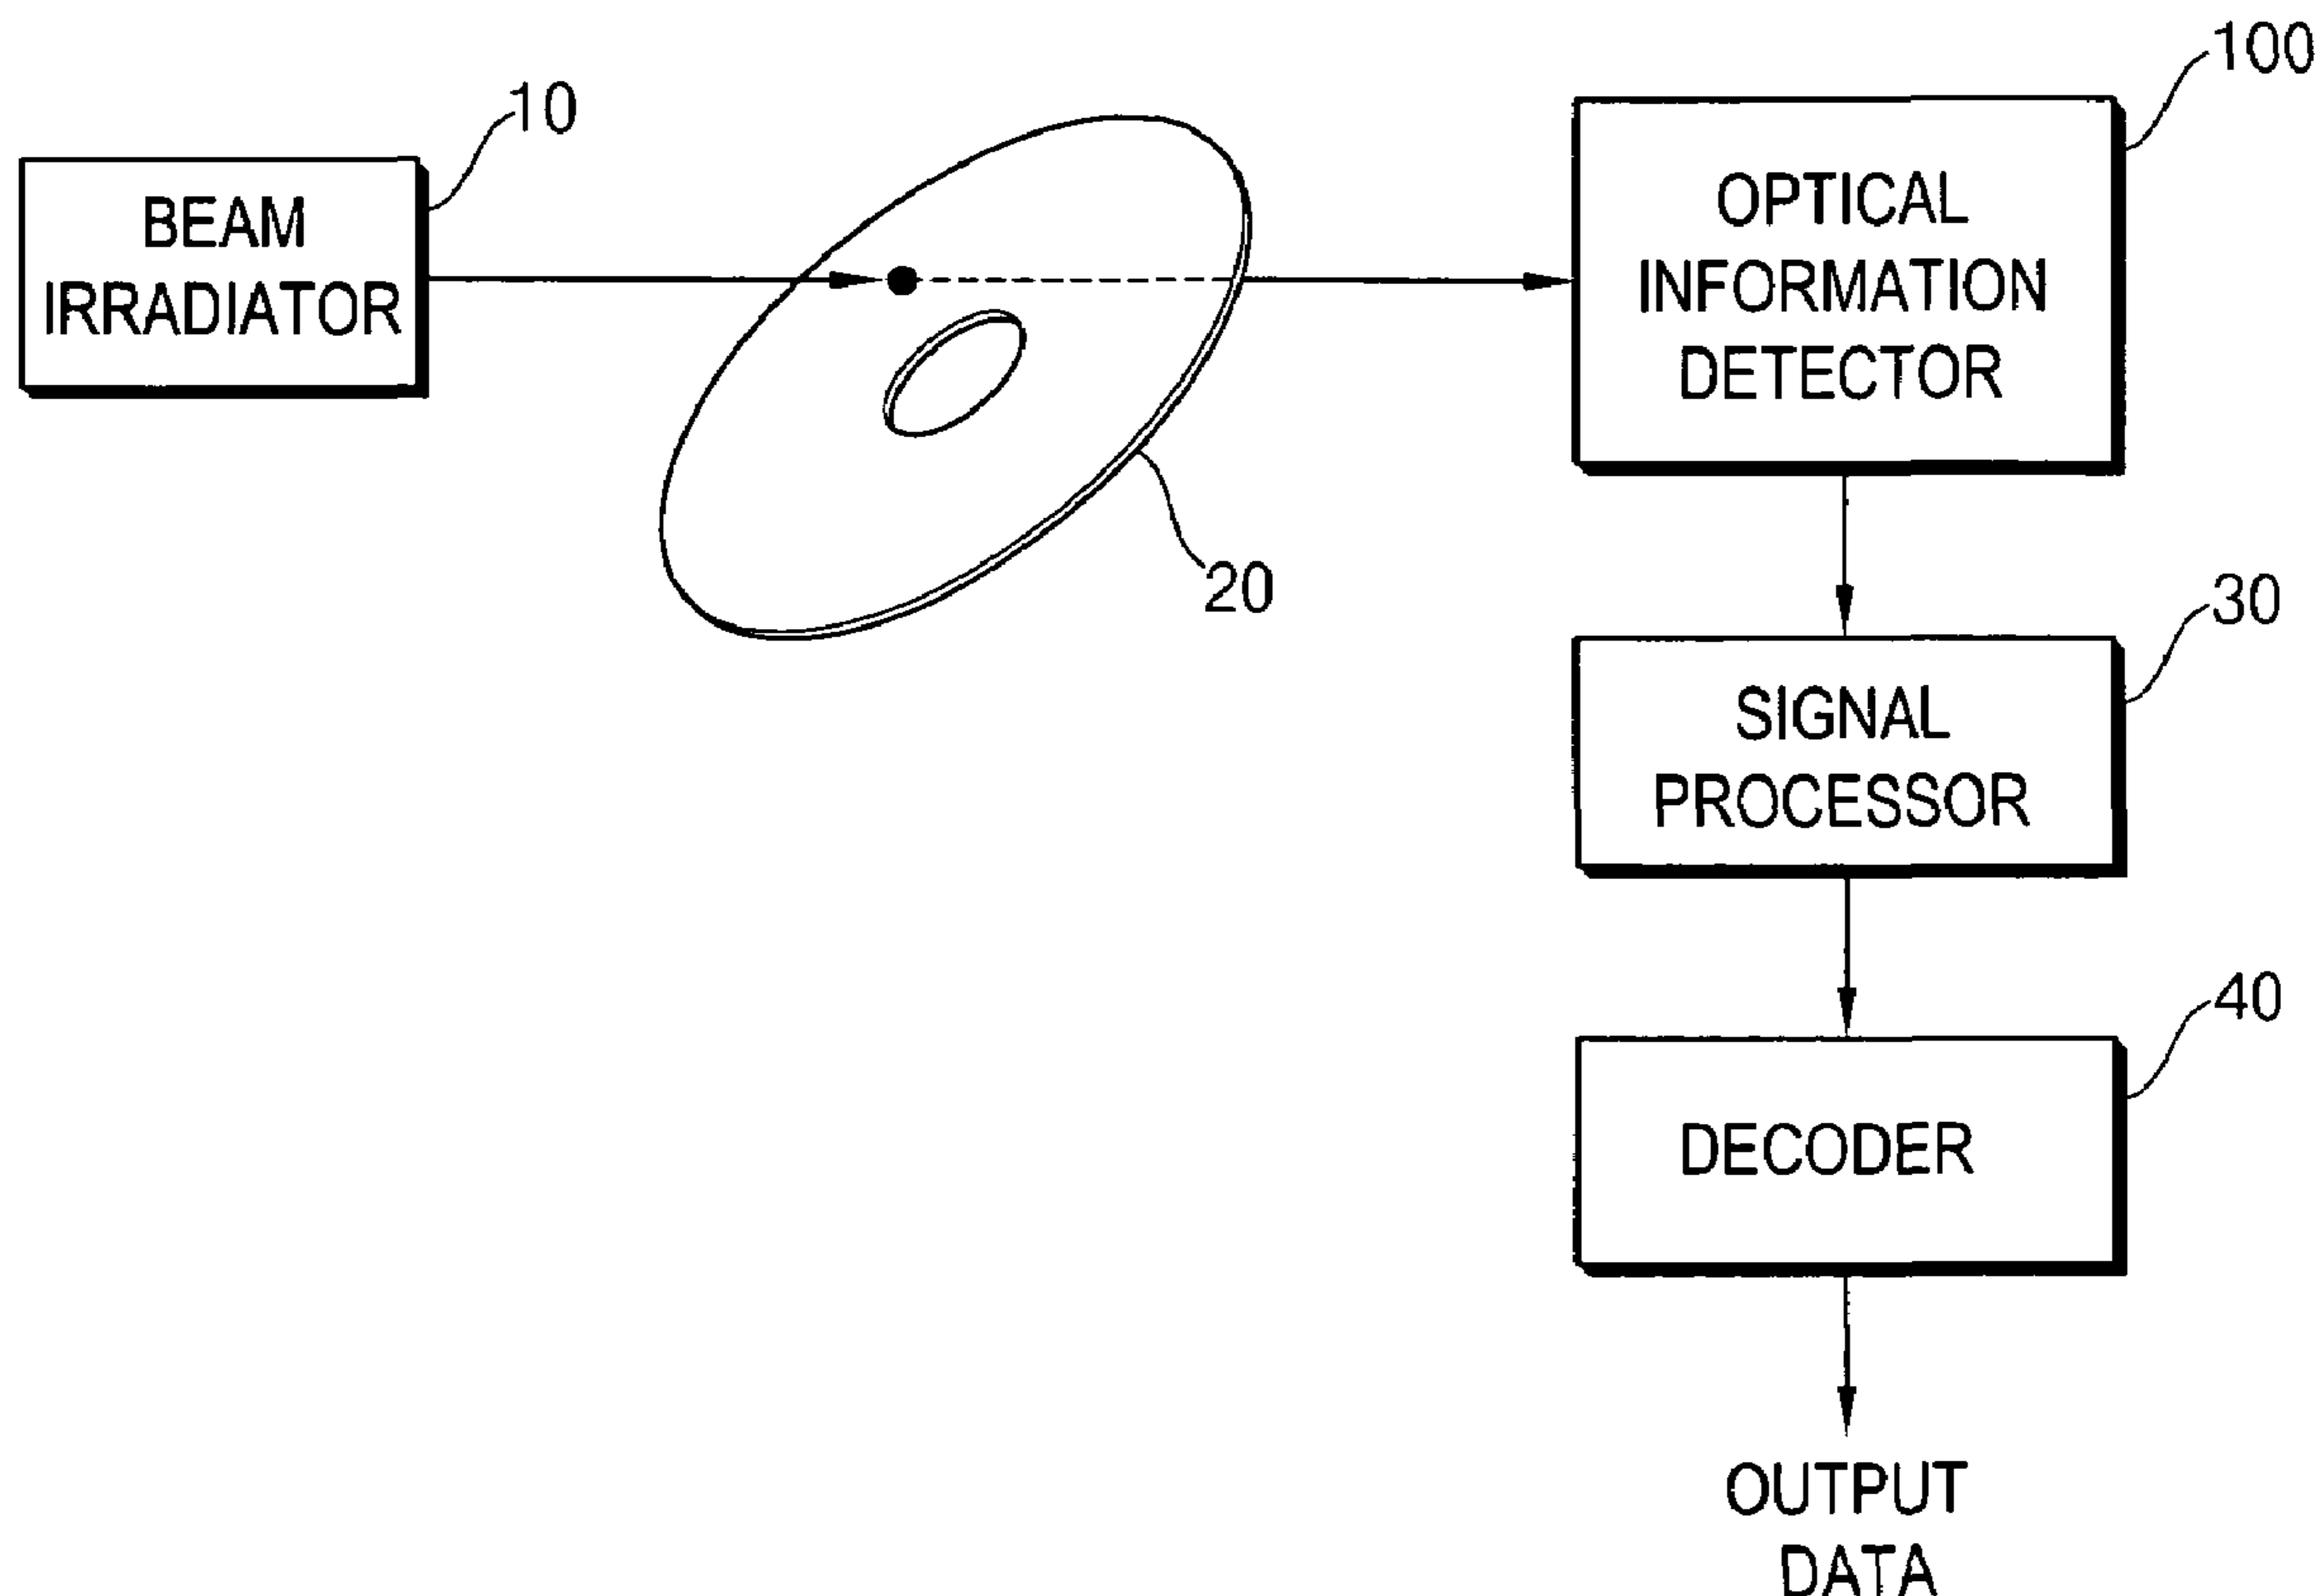 100
10
BEAM
IRRADIATOR
OPTICAL
INFORMATION
DETECTOR
20
30
SIGNAL
PROCESSOR
40
DECODER
OUTPUT
DATA